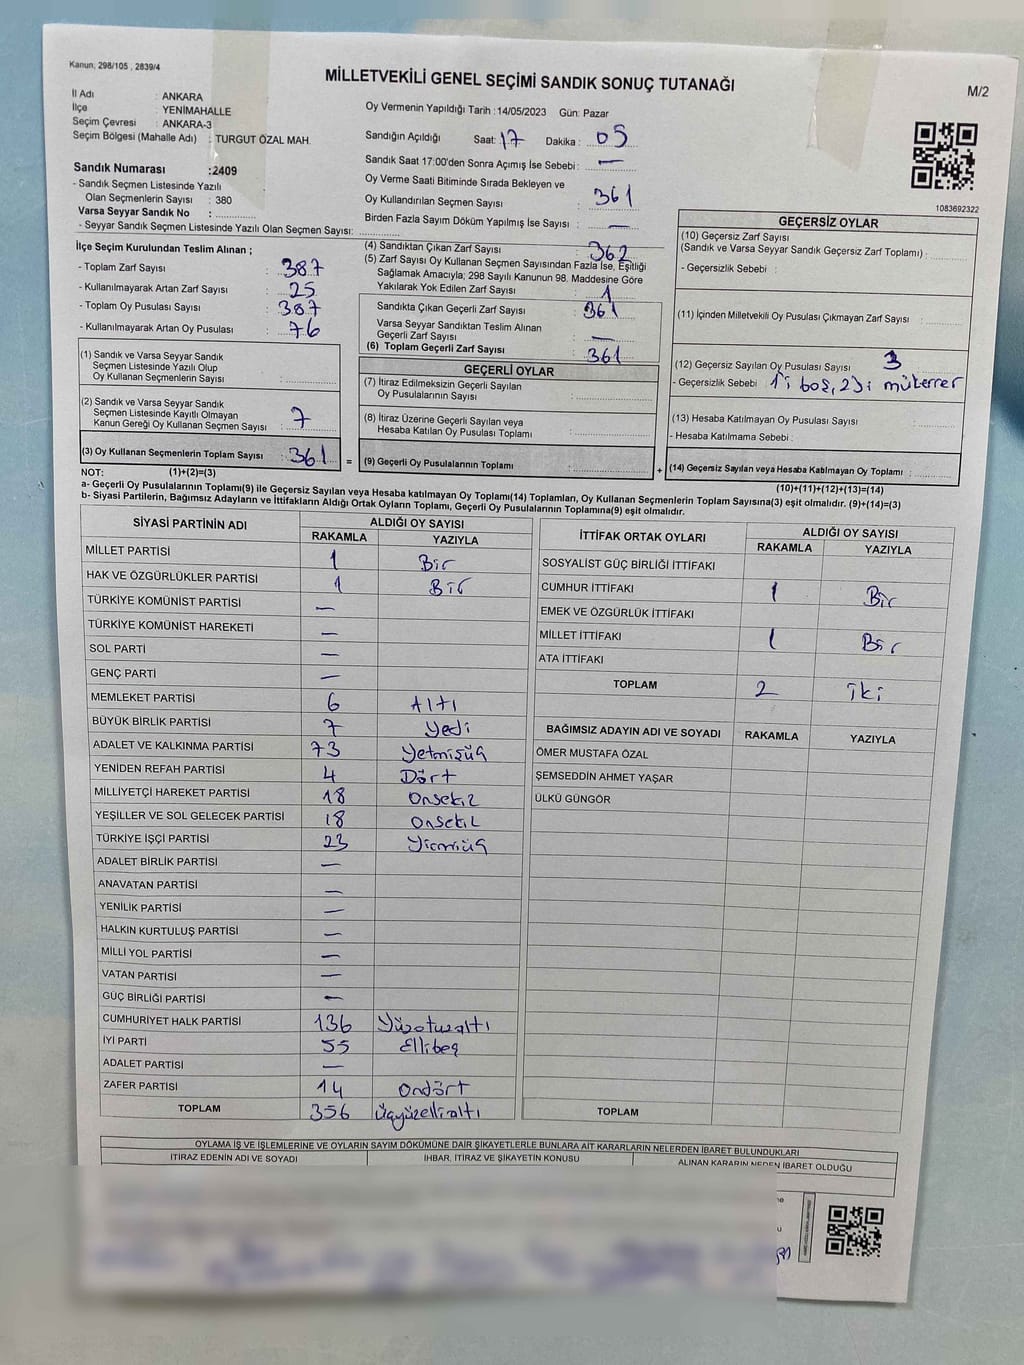 Kanun, 298/105 , 2839/4
MİLLETVEKİLİ GENEL SEÇİMİ SANDIK SONUÇ TUTANAĞI
M/2
İl Adı : ANKARA
İlçe : YENİMAHALLE
Seçim Çevresi : ANKARA-3
Seçim Bölgesi (Mahalle Adı) : TURGUT ÖZAL MAH.
Sandık Numarası :2409
- Sandık Seçmen Listesinde Yazılı
Olan Seçmenlerin Sayısı : 380
Varsa Seyyar Sandık No :
- Seyyar Sandık Seçmen Listesinde Yazılı Olan Seçmen Sayısı:
İlçe Seçim Kurulundan Teslim Alınan ;
- Toplam Zarf Sayısı : 387
- Kullanılmayarak Artan Zarf Sayısı : 25
- Toplam Oy Pusulası Sayısı : 387
- Kullanılmayarak Artan Oy Pusulası : 76
(1) Sandık ve Varsa Seyyar Sandık
Seçmen Listesinde Yazılı Olup
Oy Kullanan Seçmenlerin Sayısı :
(2) Sandık ve Varsa Seyyar Sandık
Seçmen Listesinde Kayıtlı Olmayan
Kanun Gereği Oy Kullanan Seçmen Sayısı : 7
(3) Oy Kullanan Seçmenlerin Toplam Sayısı : 361
Oy Vermenin Yapıldığı Tarih : 14/05/2023 Gün: Pazar
Sandığın Açıldığı Saat: 17 Dakika : 05
Sandık Saat 17:00'den Sonra Açımış İse Sebebi : —
Oy Verme Saati Bitiminde Sırada Bekleyen ve
Oy Kullandırılan Seçmen Sayısı : 361
Birden Fazla Sayım Döküm Yapılmış İse Sayısı : —
(4) Sandıktan Çıkan Zarf Sayısı : 362
(5) Zarf Sayısı Oy Kullanan Seçmen Sayısından Fazla İse, Eşitliği
Sağlamak Amacıyla; 298 Sayılı Kanunun 98. Maddesine Göre
Yakılarak Yok Edilen Zarf Sayısı : 1
Sandıkta Çıkan Geçerli Zarf Sayısı : 361
Varsa Seyyar Sandıktan Teslim Alınan
Geçerli Zarf Sayısı : —
(6) Toplam Geçerli Zarf Sayısı : 361
GEÇERLİ OYLAR
(7) İtiraz Edilmeksizin Geçerli Sayılan
Oy Pusulalarının Sayısı :
(8) İtiraz Üzerine Geçerli Sayılan veya
Hesaba Katılan Oy Pusulası Toplamı :
= (9) Geçerli Oy Pusulalarının Toplamı :
1083692322
GEÇERSİZ OYLAR
(10) Geçersiz Zarf Sayısı
(Sandık ve Varsa Seyyar Sandık Geçersiz Zarf Toplamı) :
- Geçersizlik Sebebi :
(11) İçinden Milletvekili Oy Pusulası Çıkmayan Zarf Sayısı :
(12) Geçersiz Sayılan Oy Pusulası Sayısı : 3
- Geçersizlik Sebebi : 1'i boş, 2'si mükerrer
(13) Hesaba Katılmayan Oy Pusulası Sayısı :
- Hesaba Katılmama Sebebi :
+ (14) Geçersiz Sayılan veya Hesaba Katılmayan Oy Toplamı :
NOT: (1)+(2)=(3)
(10)+(11)+(12)+(13)=(14)
a- Geçerli Oy Pusulalarının Toplamı(9) ile Geçersiz Sayılan veya Hesaba katılmayan Oy Toplamı(14) Toplamları, Oy Kullanan Seçmenlerin Toplam Sayısına(3) eşit olmalıdır. (9)+(14)=(3)
b- Siyasi Partilerin, Bağımsız Adayların ve İttifakların Aldığı Ortak Oyların Toplamı, Geçerli Oy Pusulalarının Toplamına(9) eşit olmalıdır.
SİYASİ PARTİNİN ADI ALDIĞI OY SAYISI
RAKAMLA YAZIYLA
MİLLET PARTİSİ 1 Bir
HAK VE ÖZGÜRLÜKLER PARTİSİ 1 Bir
TÜRKİYE KOMÜNİST PARTİSİ —
TÜRKİYE KOMÜNİST HAREKETİ —
SOL PARTİ —
GENÇ PARTİ —
MEMLEKET PARTİSİ 6 Altı
BÜYÜK BİRLİK PARTİSİ 7 Yedi
ADALET VE KALKINMA PARTİSİ 73 Yetmişüç
YENİDEN REFAH PARTİSİ 4 Dört
MİLLİYETÇİ HAREKET PARTİSİ 18 Onsekiz
YEŞİLLER VE SOL GELECEK PARTİSİ 18 Onsekiz
TÜRKİYE İŞÇİ PARTİSİ 23 Yirmiüç
ADALET BİRLİK PARTİSİ —
ANAVATAN PARTİSİ —
YENİLİK PARTİSİ —
HALKIN KURTULUŞ PARTİSİ —
MİLLİ YOL PARTİSİ —
VATAN PARTİSİ —
GÜÇ BİRLİĞİ PARTİSİ —
CUMHURİYET HALK PARTİSİ 136 Yüzotuzaltı
İYİ PARTİ 55 Ellibeş
ADALET PARTİSİ —
ZAFER PARTİSİ 14 Ondört
TOPLAM 356 Üçyüzellialtı
İTTİFAK ORTAK OYLARI ALDIĞI OY SAYISI
RAKAMLA YAZIYLA
SOSYALİST GÜÇ BİRLİĞİ İTTİFAKI
CUMHUR İTTİFAKI 1 Bir
EMEK VE ÖZGÜRLÜK İTTİFAKI
MİLLET İTTİFAKI 1 Bir
ATA İTTİFAKI
TOPLAM 2 İki
BAĞIMSIZ ADAYIN ADI VE SOYADI RAKAMLA YAZIYLA
ÖMER MUSTAFA ÖZAL
ŞEMSEDDİN AHMET YAŞAR
ÜLKÜ GÜNGÖR
TOPLAM
OYLAMA İŞ VE İŞLEMLERİNE VE OYLARIN SAYIM DÖKÜMÜNE DAİR ŞİKAYETLERLE BUNLARA AİT KARARLARIN NELERDEN İBARET BULUNDUKLARI
İTİRAZ EDENİN ADI VE SOYADI İHBAR, İTİRAZ VE ŞİKAYETİN KONUSU ALINAN KARARIN NEDEN İBARET OLDUĞU